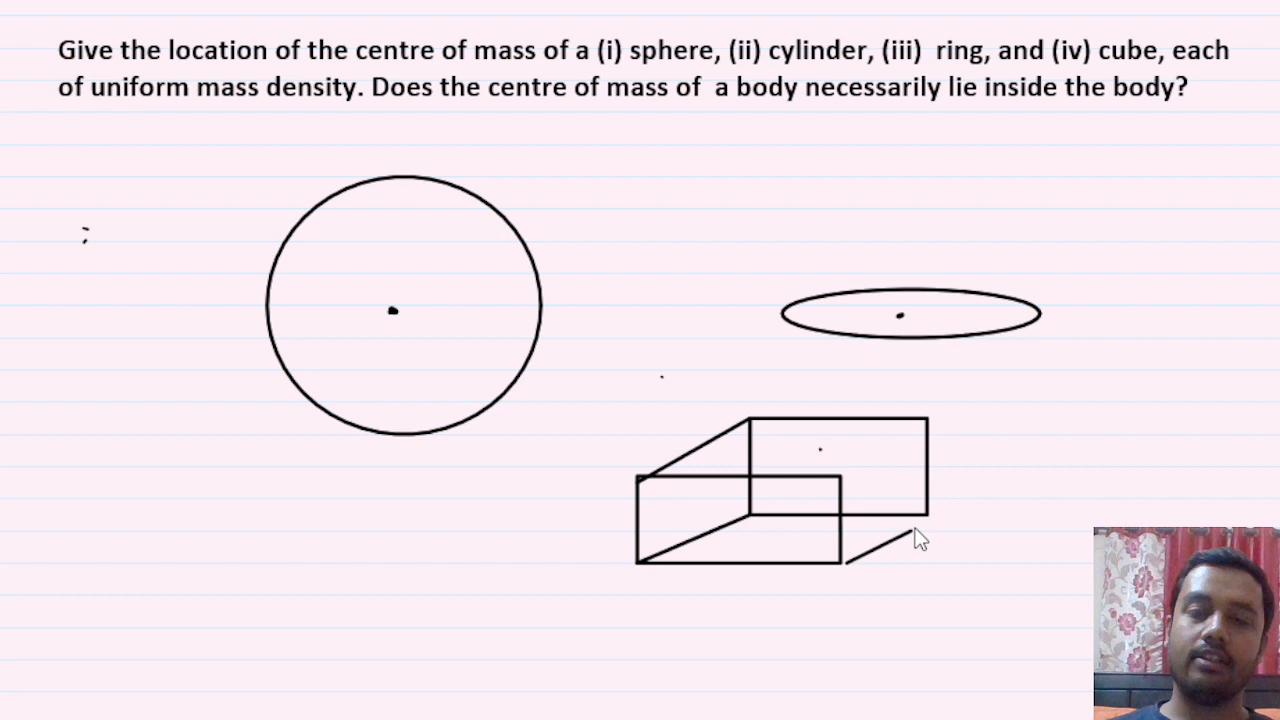 Give the location of the centre of mass of a (i) sphere, (ii) cylinder, (iii) ring, and (iv) cube, each
of uniform mass density. Does the centre of mass of a body necessarily lie inside the body?